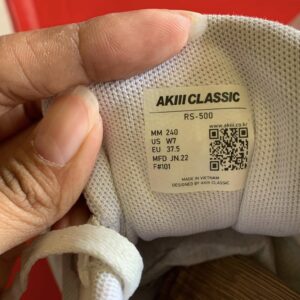 AKIII CLASSIC
RS-500
www.akiii.co.kr
MM 240
US W7
EU 37.5
MFD JN.22
F#101
MADE IN VIETNAM
DESIGNED BY AKIII CLASSIC